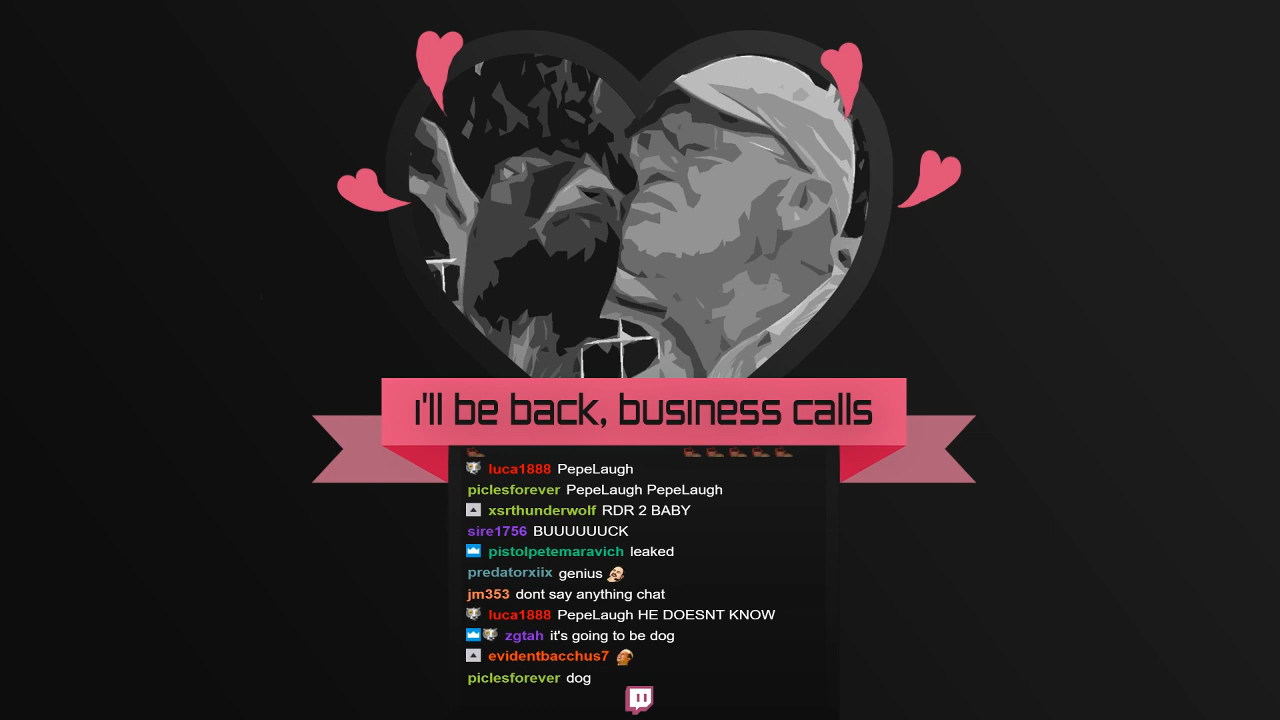 i'll be back, business calls
luca1888 PepeLaugh
piclesforever PepeLaugh PepeLaugh
xsrthunderwolf RDR 2 BABY
sire1756 BUUUUUUCK
pistolpetemaravich leaked
predatorxiix genius
jm353 dont say anything chat
luca1888 PepeLaugh HE DOESNT KNOW
zgtah it's going to be dog
evidentbacchus7
piclesforever dog